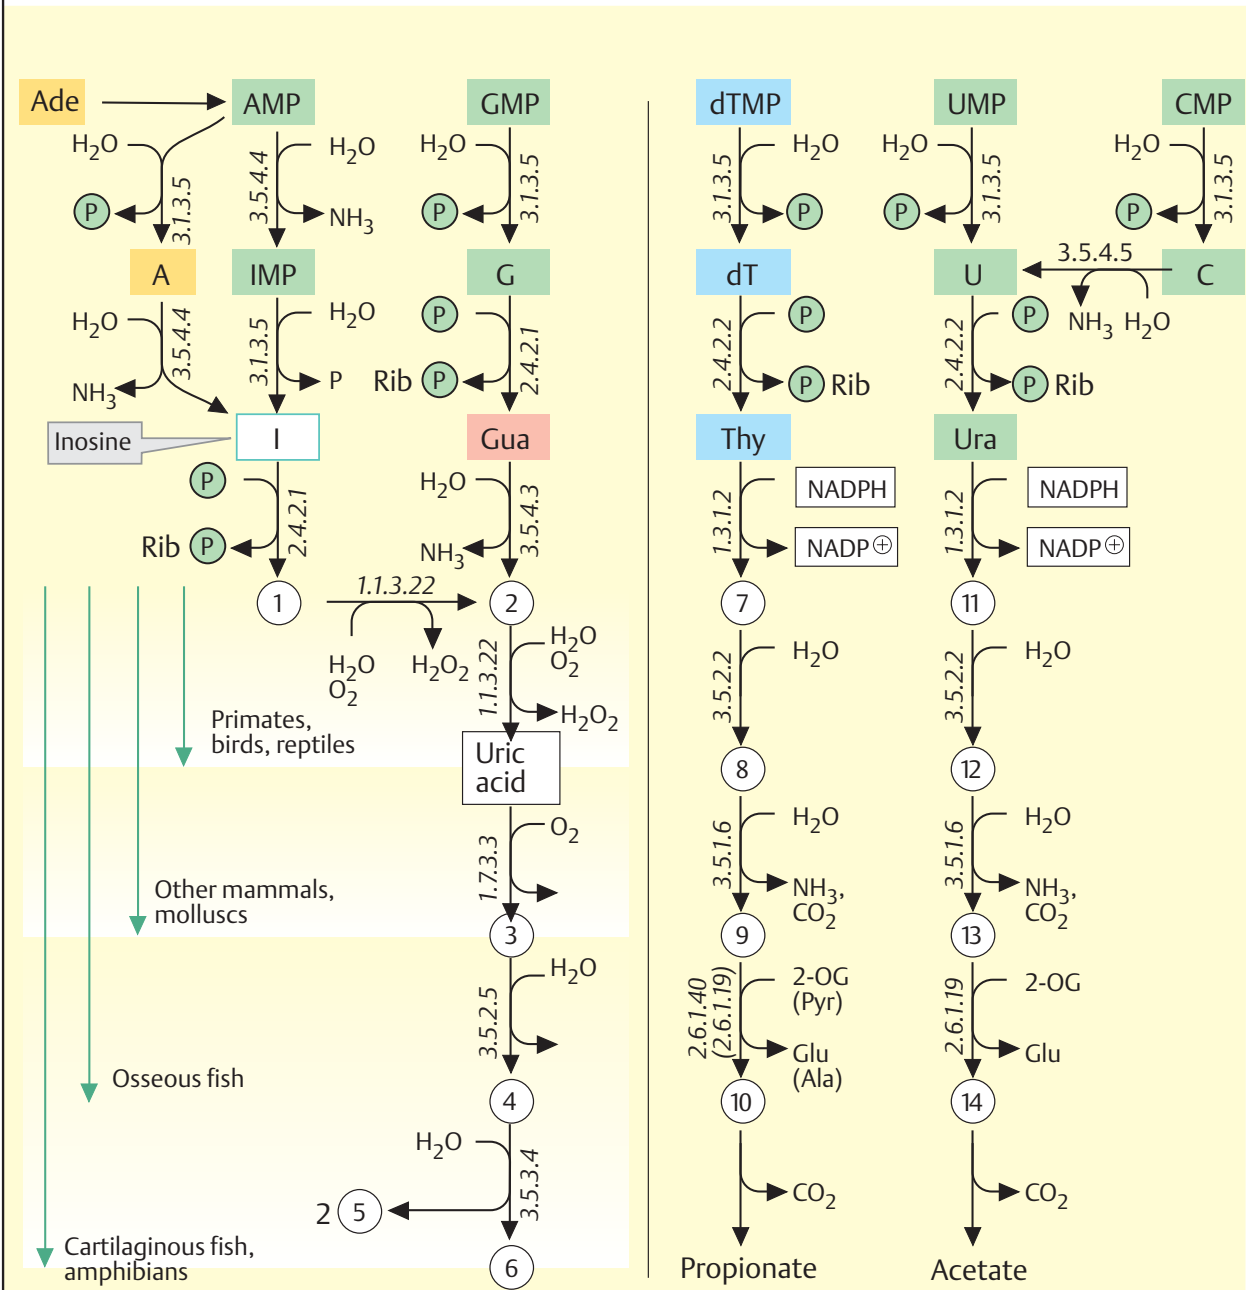 Ade
AMP
GMP
dTMP
UMP
CMP
H₂O
3.1.3.5
P
3.5.4.4
H₂O
NH₃
H₂O
3.1.3.5
P
3.1.3.5
H₂O
P
H₂O
3.1.3.5
P
H₂O
3.1.3.5
P
A
IMP
G
dT
U
3.5.4.5
C
NH₃ H₂O
H₂O
3.5.4.4
NH₃
3.1.3.5
H₂O
P
P
2.4.2.1
Rib P
2.4.2.2
P
P Rib
2.4.2.2
P
P Rib
Inosine
I
Gua
Thy
Ura
P
2.4.2.1
Rib P
H₂O
3.5.4.3
NH₃
1.3.1.2
NADPH
NADP⊕
1.3.1.2
NADPH
NADP⊕
1
1.1.3.22
2
7
11
H₂O
O₂
H₂O₂
1.1.3.22
H₂O
O₂
H₂O₂
3.5.2.2
H₂O
3.5.2.2
H₂O
Primates,
birds, reptiles
Uric
acid
8
12
1.7.3.3
O₂
3.5.1.6
H₂O
NH₃,
CO₂
3.5.1.6
H₂O
NH₃,
CO₂
Other mammals,
molluscs
3
9
13
3.5.2.5
H₂O
2.6.1.40
(2.6.1.19)
2-OG
(Pyr)
Glu
(Ala)
2.6.1.19
2-OG
Glu
Osseous fish
4
10
14
H₂O
3.5.3.4
2 5
CO₂
CO₂
Cartilaginous fish,
amphibians
6
Propionate
Acetate